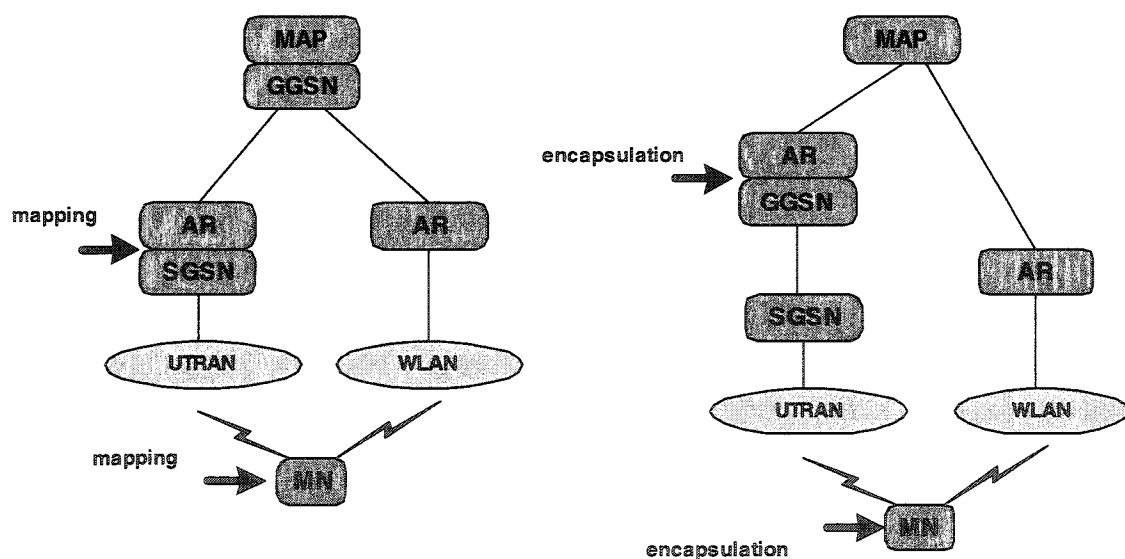 MAP
GGSN
mapping
AR
SGSN
AR
UTRAN
WLAN
mapping
MN
MAP
encapsulation
AR
GGSN
SGSN
AR
UTRAN
WLAN
MN
encapsulation